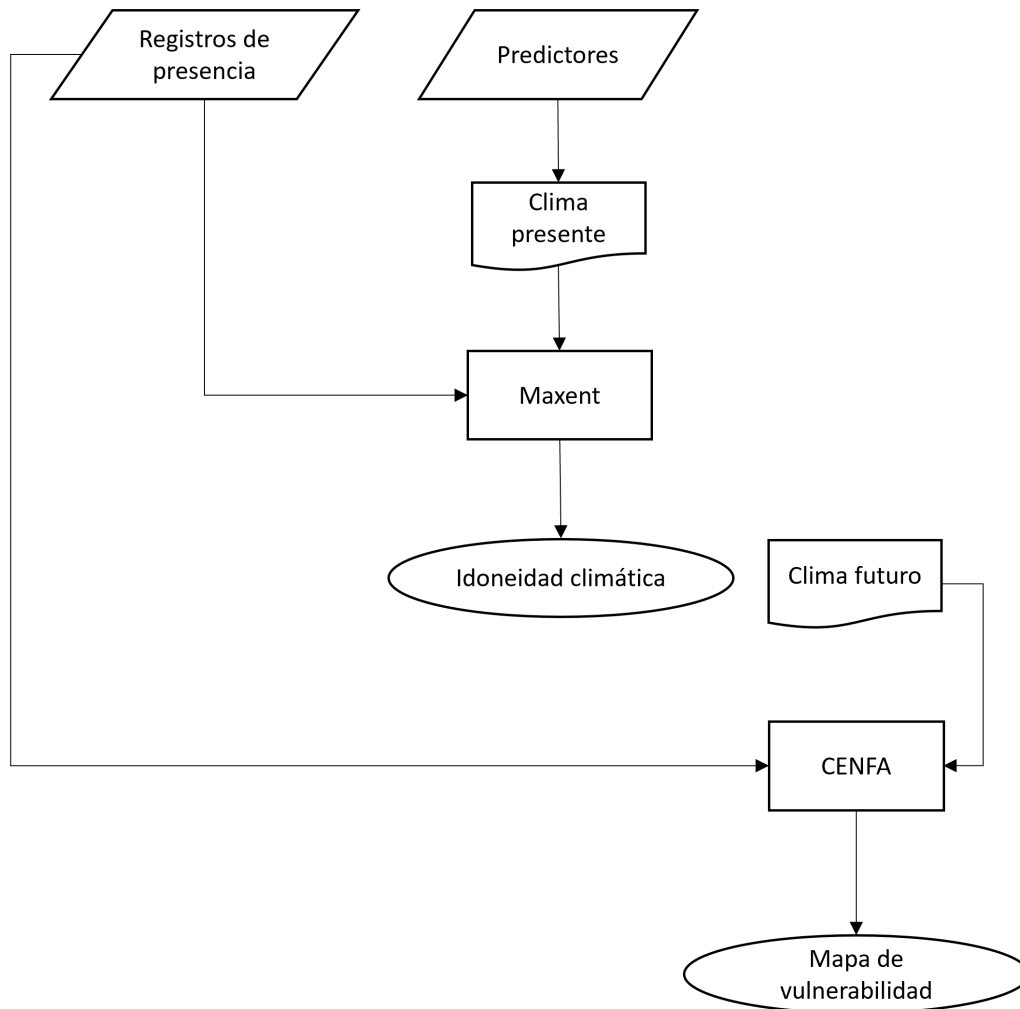 Registros de
presencia
Predictores
Clima
presente
Maxent
Idoneidad climática
Clima futuro
CENFA
Mapa de
vulnerabilidad